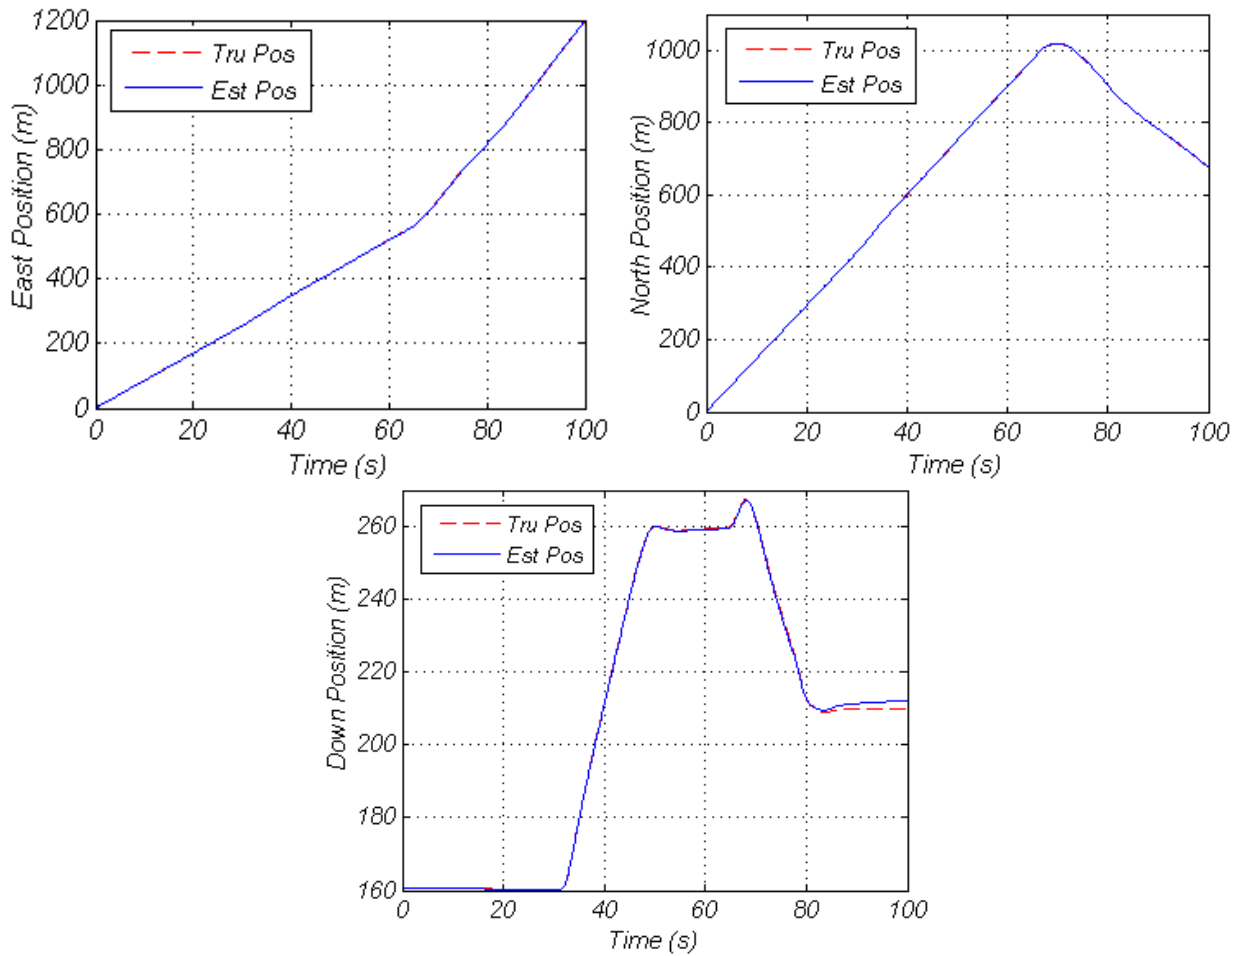 1200
1000
800
600
400
200
0
East Position (m)
Tru Pos
Est Pos
0 20 40 60 80 100
Time (s)
1000
800
600
400
200
0
North Position (m)
Tru Pos
Est Pos
0 20 40 60 80 100
Time (s)
260
240
220
200
180
160
Down Position (m)
Tru Pos
Est Pos
0 20 40 60 80 100
Time (s)